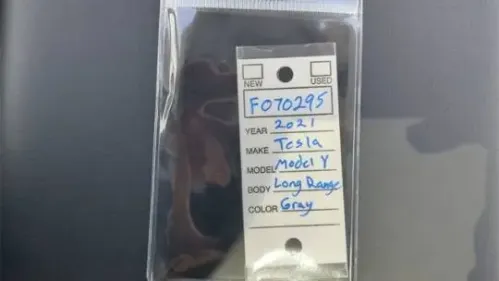 NEW USED
F070295
YEAR 2021
MAKE Tesla
MODEL Model Y
BODY Long Range
COLOR Gray